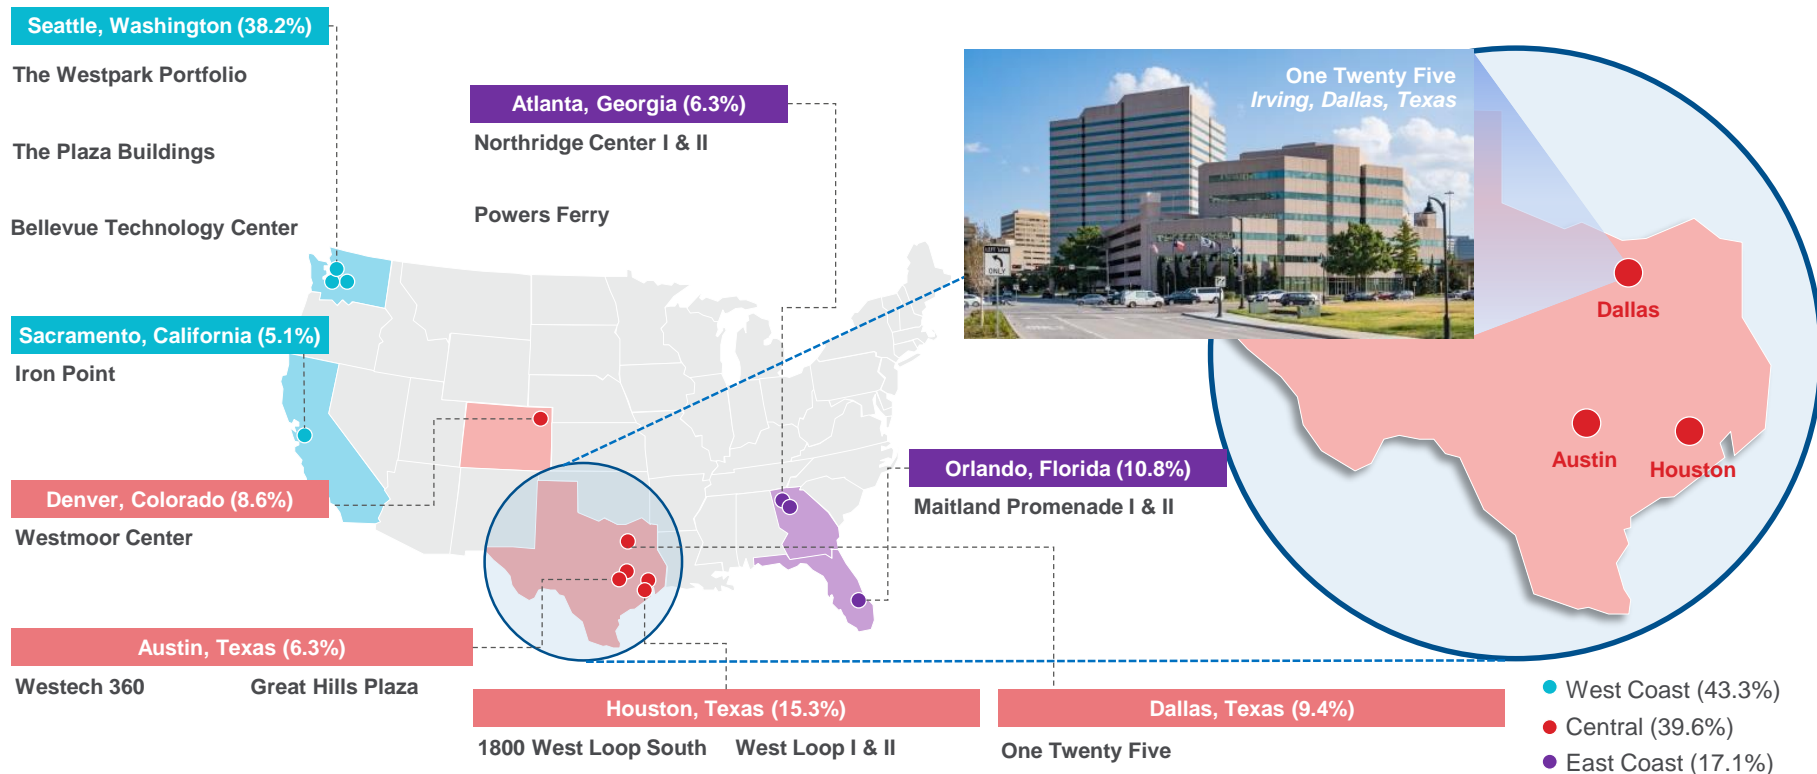 Seattle, Washington (38.2%)
The Westpark Portfolio
The Plaza Buildings
Bellevue Technology Center
Sacramento, California (5.1%)
Iron Point
Denver, Colorado (8.6%)
Westmoor Center
Austin, Texas (6.3%)
Westech 360
Great Hills Plaza
Atlanta, Georgia (6.3%)
Northridge Center I & II
Powers Ferry
Orlando, Florida (10.8%)
Maitland Promenade I & II
Houston, Texas (15.3%)
1800 West Loop South
West Loop I & II
Dallas, Texas (9.4%)
One Twenty Five
One Twenty Five
Irving, Dallas, Texas
LEFT LANE
ONLY
Dallas
Austin
Houston
West Coast (43.3%)
Central (39.6%)
East Coast (17.1%)